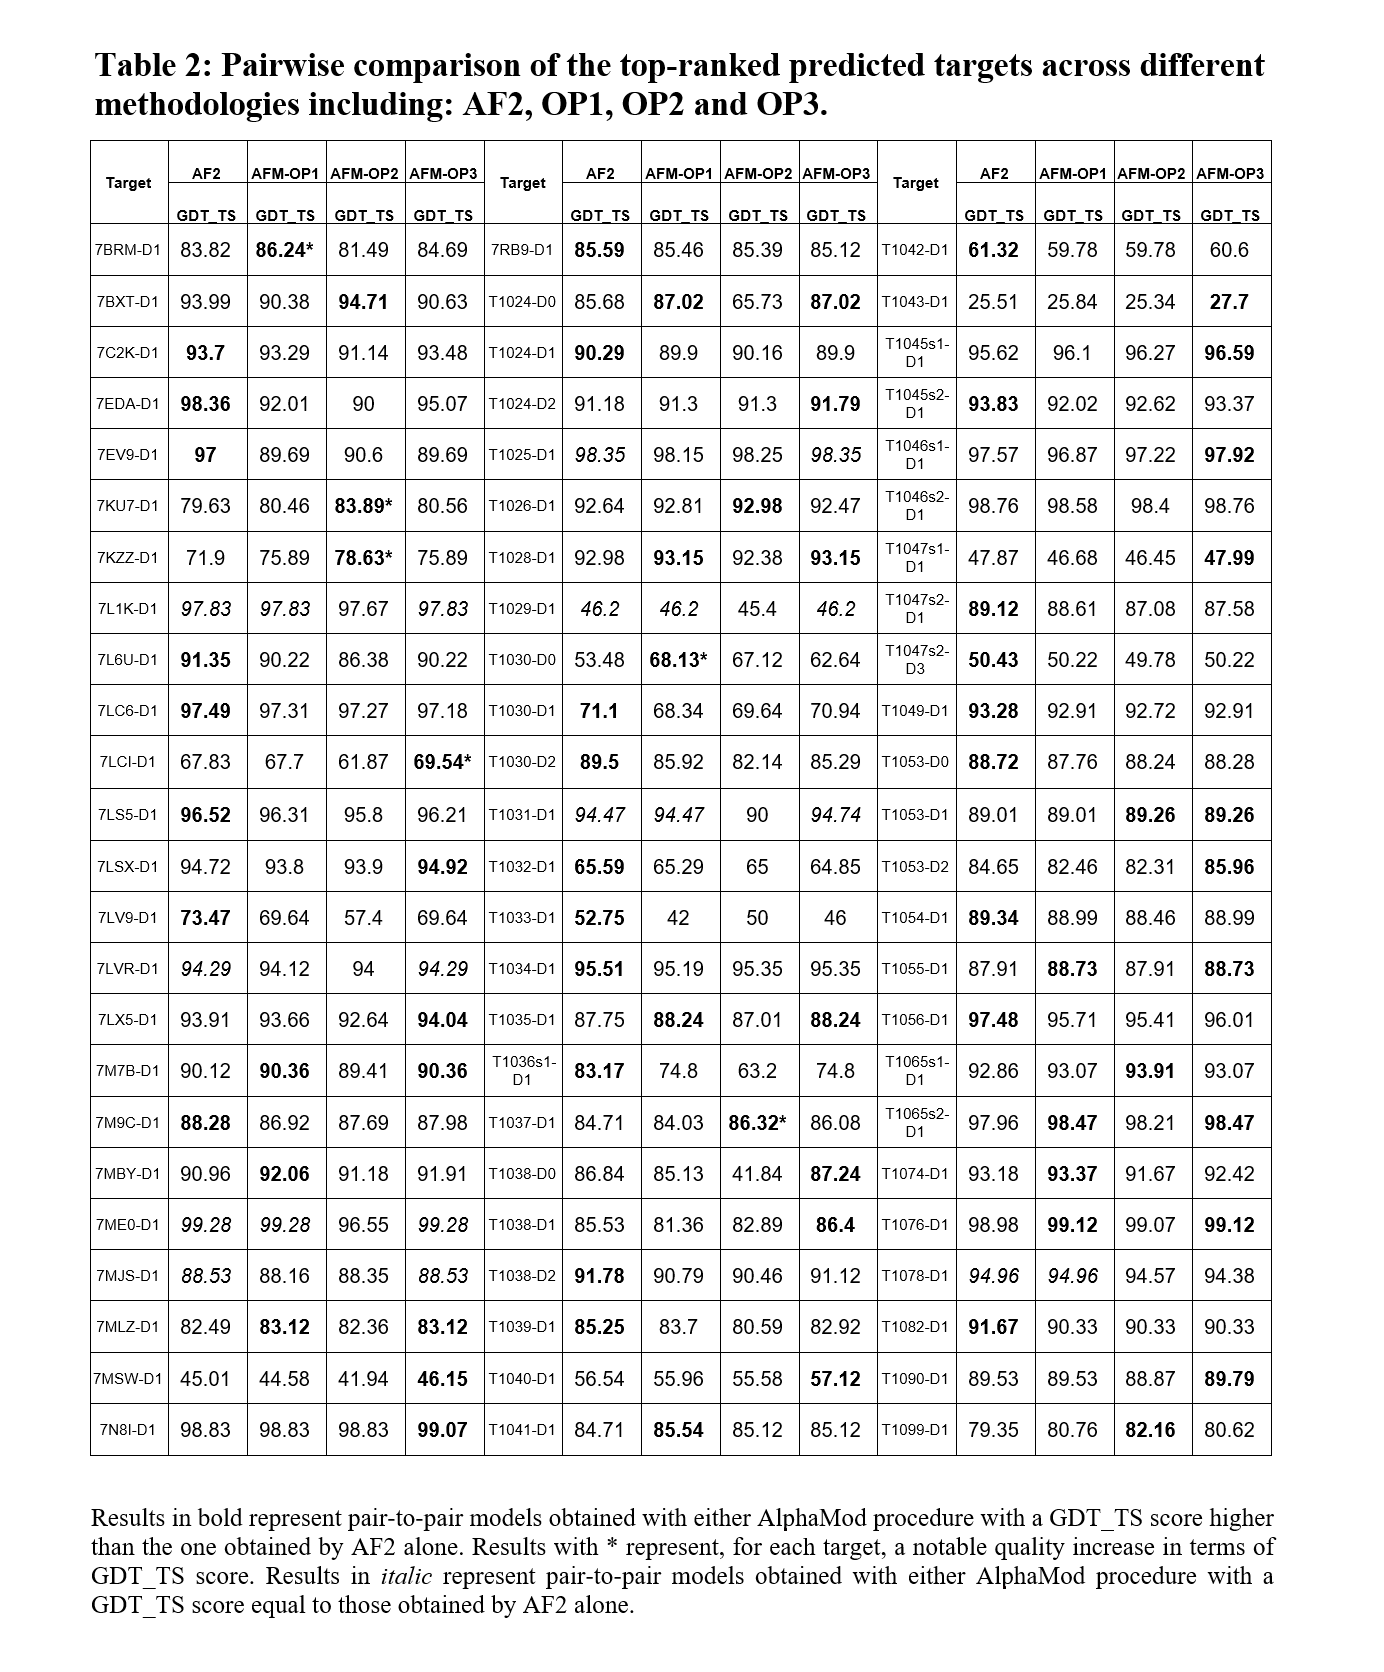 Table 2: Pairwise comparison of the top-ranked predicted targets across different
methodologies including: AF2, OP1, OP2 and OP3.
Target AF2 AFM-OP1 AFM-OP2 AFM-OP3 Target AF2 AFM-OP1 AFM-OP2 AFM-OP3 Target AF2 AFM-OP1 AFM-OP2 AFM-OP3
GDT_TS GDT_TS GDT_TS GDT_TS GDT_TS GDT_TS GDT_TS GDT_TS GDT_TS GDT_TS GDT_TS GDT_TS
7BRM-D1 83.82 86.24* 81.49 84.69 7RB9-D1 85.59 85.46 85.39 85.12 T1042-D1 61.32 59.78 59.78 60.6
7BXT-D1 93.99 90.38 94.71 90.63 T1024-D0 85.68 87.02 65.73 87.02 T1043-D1 25.51 25.84 25.34 27.7
7C2K-D1 93.7 93.29 91.14 93.48 T1024-D1 90.29 89.9 90.16 89.9 T1045s1-D1 95.62 96.1 96.27 96.59
7EDA-D1 98.36 92.01 90 95.07 T1024-D2 91.18 91.3 91.3 91.79 T1045s2-D1 93.83 92.02 92.62 93.37
7EV9-D1 97 89.69 90.6 89.69 T1025-D1 98.35 98.15 98.25 98.35 T1046s1-D1 97.57 96.87 97.22 97.92
7KU7-D1 79.63 80.46 83.89* 80.56 T1026-D1 92.64 92.81 92.98 92.47 T1046s2-D1 98.76 98.58 98.4 98.76
7KZZ-D1 71.9 75.89 78.63* 75.89 T1028-D1 92.98 93.15 92.38 93.15 T1047s1-D1 47.87 46.68 46.45 47.99
7L1K-D1 97.83 97.83 97.67 97.83 T1029-D1 46.2 46.2 45.4 46.2 T1047s2-D1 89.12 88.61 87.08 87.58
7L6U-D1 91.35 90.22 86.38 90.22 T1030-D0 53.48 68.13* 67.12 62.64 T1047s2-D3 50.43 50.22 49.78 50.22
7LC6-D1 97.49 97.31 97.27 97.18 T1030-D1 71.1 68.34 69.64 70.94 T1049-D1 93.28 92.91 92.72 92.91
7LCI-D1 67.83 67.7 61.87 69.54* T1030-D2 89.5 85.92 82.14 85.29 T1053-D0 88.72 87.76 88.24 88.28
7LS5-D1 96.52 96.31 95.8 96.21 T1031-D1 94.47 94.47 90 94.74 T1053-D1 89.01 89.01 89.26 89.26
7LSX-D1 94.72 93.8 93.9 94.92 T1032-D1 65.59 65.29 65 64.85 T1053-D2 84.65 82.46 82.31 85.96
7LV9-D1 73.47 69.64 57.4 69.64 T1033-D1 52.75 42 50 46 T1054-D1 89.34 88.99 88.46 88.99
7LVR-D1 94.29 94.12 94 94.29 T1034-D1 95.51 95.19 95.35 95.35 T1055-D1 87.91 88.73 87.91 88.73
7LX5-D1 93.91 93.66 92.64 94.04 T1035-D1 87.75 88.24 87.01 88.24 T1056-D1 97.48 95.71 95.41 96.01
7M7B-D1 90.12 90.36 89.41 90.36 T1036s1-D1 83.17 74.8 63.2 74.8 T1065s1-D1 92.86 93.07 93.91 93.07
7M9C-D1 88.28 86.92 87.69 87.98 T1037-D1 84.71 84.03 86.32* 86.08 T1065s2-D1 97.96 98.47 98.21 98.47
7MBY-D1 90.96 92.06 91.18 91.91 T1038-D0 86.84 85.13 41.84 87.24 T1074-D1 93.18 93.37 91.67 92.42
7ME0-D1 99.28 99.28 96.55 99.28 T1038-D1 85.53 81.36 82.89 86.4 T1076-D1 98.98 99.12 99.07 99.12
7MJS-D1 88.53 88.16 88.35 88.53 T1038-D2 91.78 90.79 90.46 91.12 T1078-D1 94.96 94.96 94.57 94.38
7MLZ-D1 82.49 83.12 82.36 83.12 T1039-D1 85.25 83.7 80.59 82.92 T1082-D1 91.67 90.33 90.33 90.33
7MSW-D1 45.01 44.58 41.94 46.15 T1040-D1 56.54 55.96 55.58 57.12 T1090-D1 89.53 89.53 88.87 89.79
7N8I-D1 98.83 98.83 98.83 99.07 T1041-D1 84.71 85.54 85.12 85.12 T1099-D1 79.35 80.76 82.16 80.62
Results in bold represent pair-to-pair models obtained with either AlphaMod procedure with a GDT_TS score higher
than the one obtained by AF2 alone. Results with * represent, for each target, a notable quality increase in terms of
GDT_TS score. Results in italic represent pair-to-pair models obtained with either AlphaMod procedure with a
GDT_TS score equal to those obtained by AF2 alone.